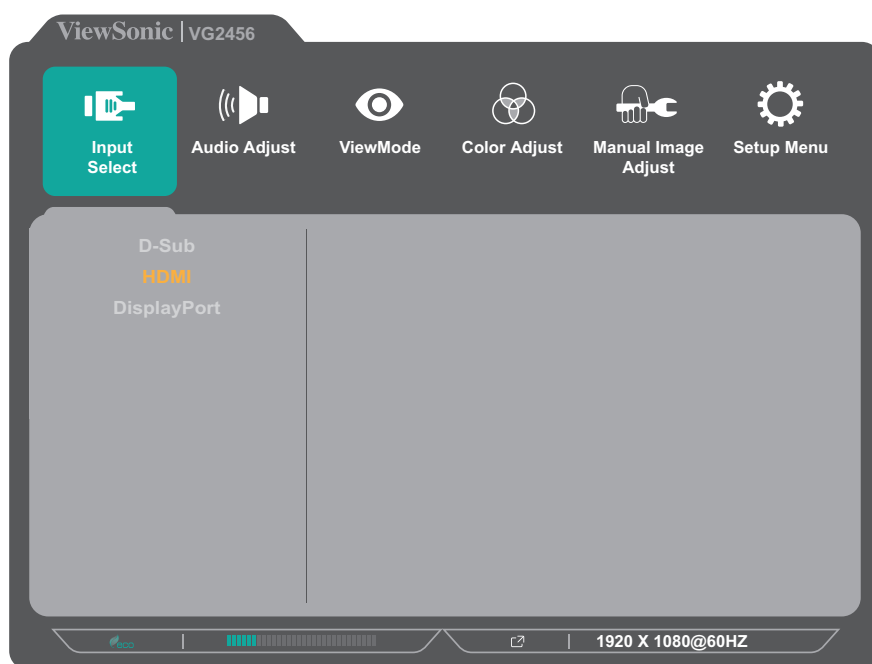 ViewSonic | VG2456
Input Select
Audio Adjust
ViewMode
Color Adjust
Manual Image Adjust
Setup Menu
D-Sub
HDMI
DisplayPort
eco
1920 X 1080@60HZ